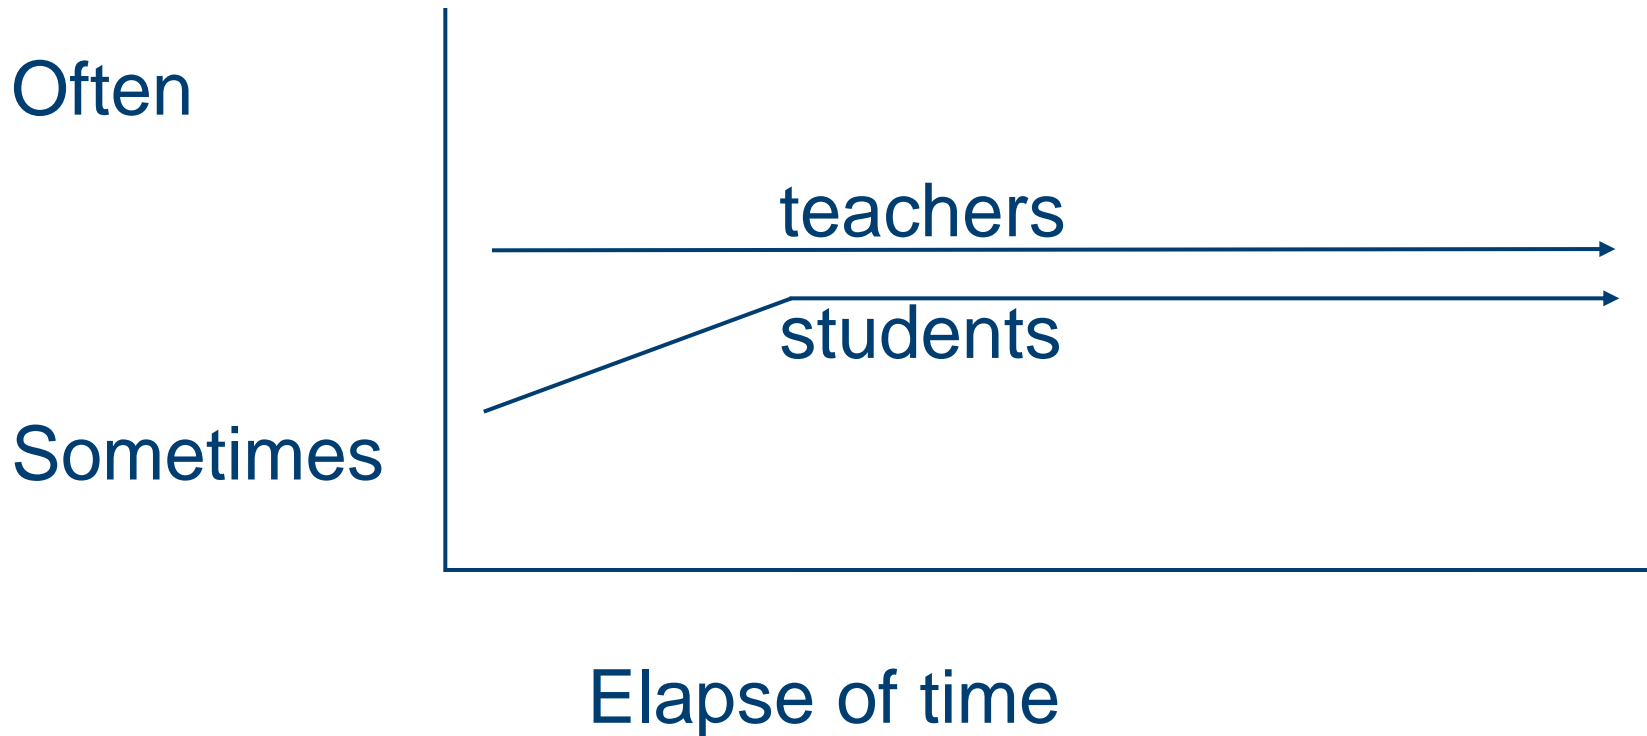 Often
teachers
students
Sometimes
Elapse of time